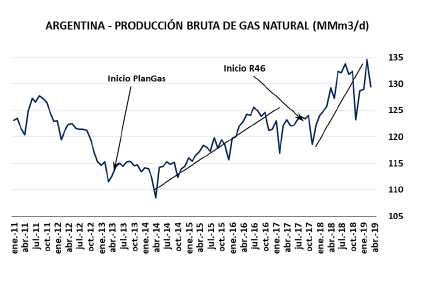 ARGENTINA - PRODUCCIÓN BRUTA DE GAS NATURAL (MMm3/d)
Inicio PlanGas
Inicio R46
135
130
125
120
115
110
105
ene.-11
abr.-11
jul.-11
oct.-11
ene.-12
abr.-12
jul.-12
oct.-12
ene.-13
abr.-13
jul.-13
oct.-13
ene.-14
abr.-14
jul.-14
oct.-14
ene.-15
abr.-15
jul.-15
oct.-15
ene.-16
abr.-16
jul.-16
oct.-16
ene.-17
abr.-17
jul.-17
oct.-17
ene.-18
abr.-18
jul.-18
oct.-18
ene.-19
abr.-19